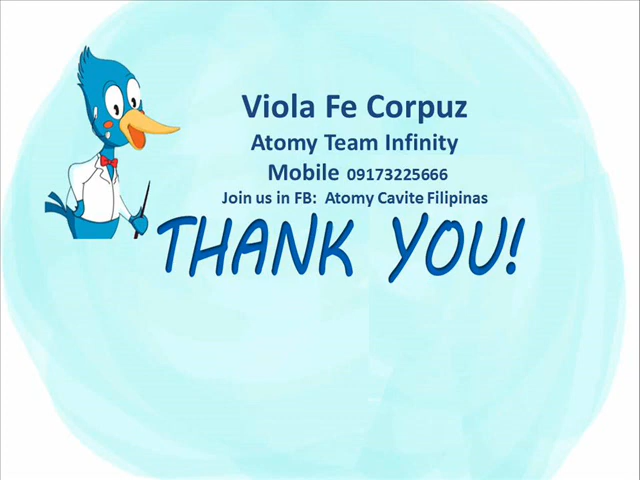 Viola Fe Corpuz
Atomy Team Infinity
Mobile 09173225666
Join us in FB: Atomy Cavite Filipinas
THANK YOU!